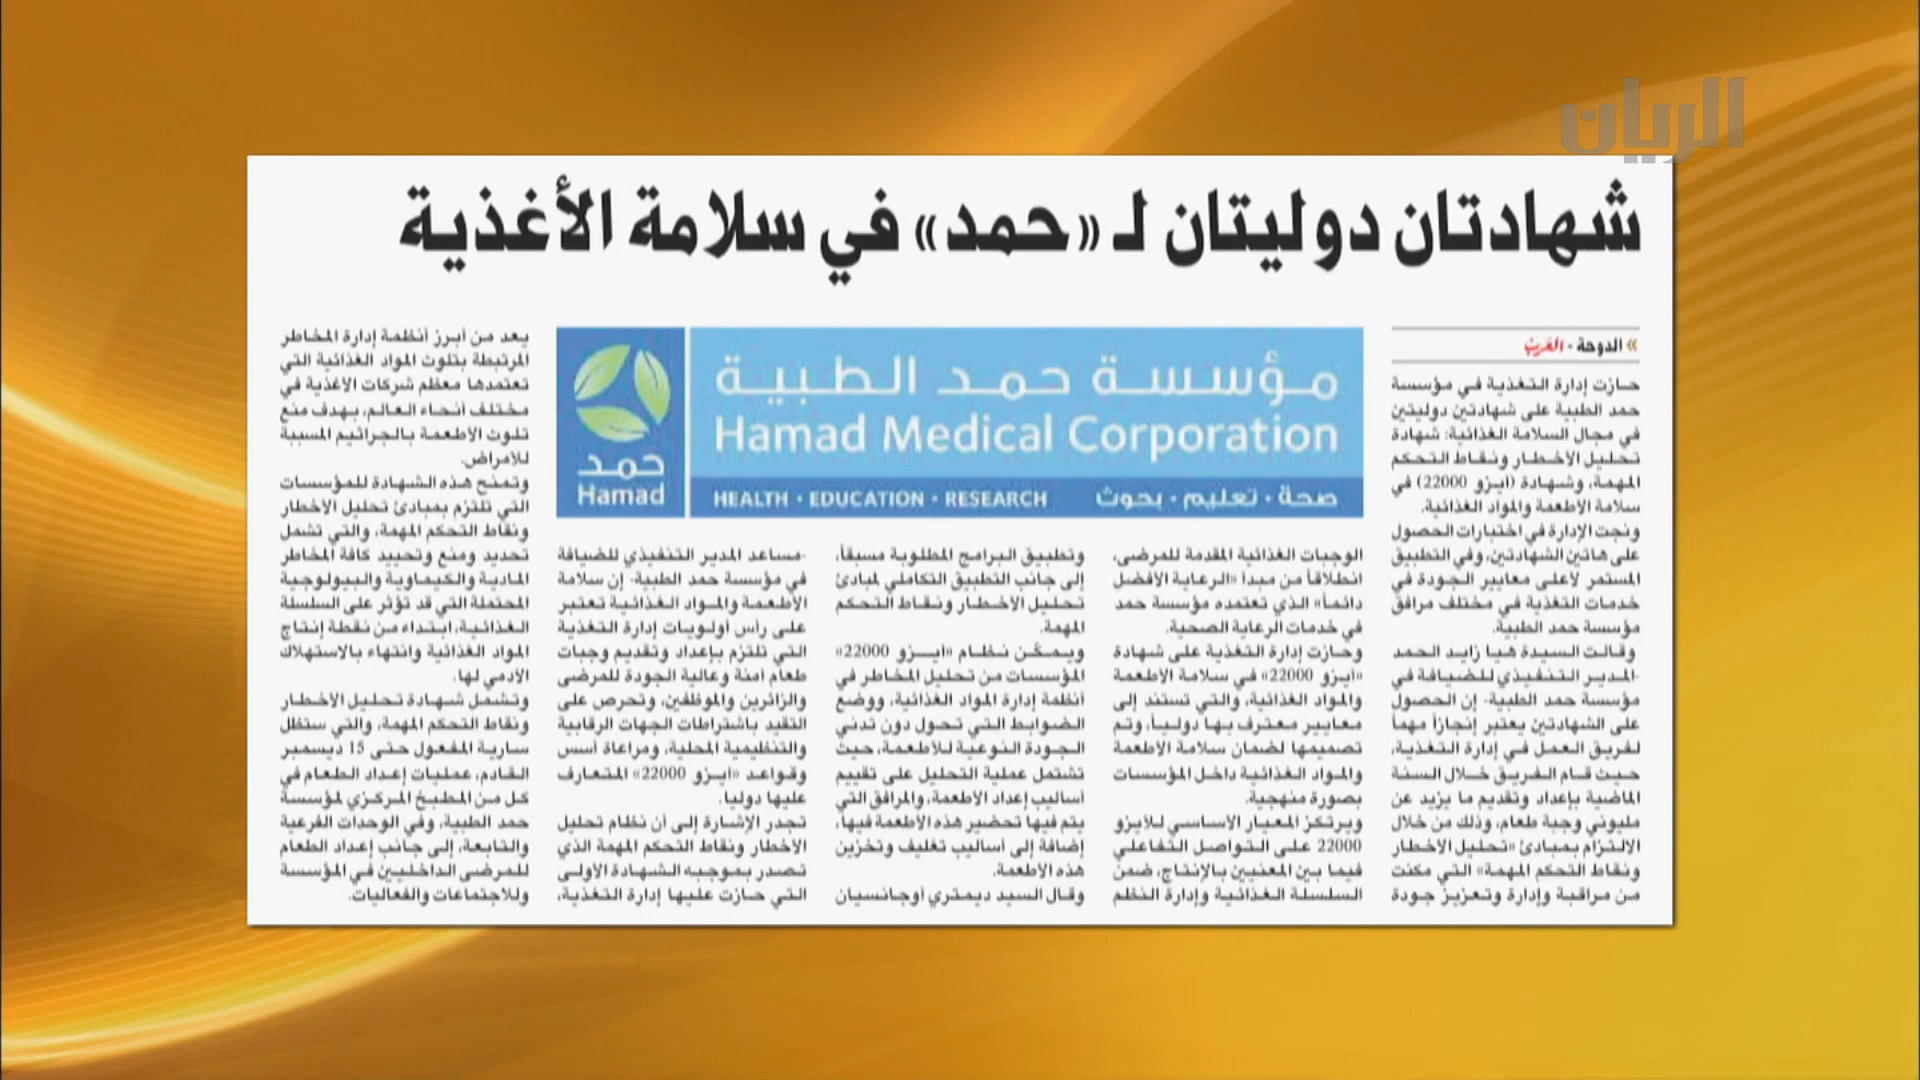 الريان
شهادتان دوليتان لـ «حمد» في سلامة الأغذية
» الدوحة - العرب
حازت إدارة التغذية في مؤسسة
حمد الطبية على شهادتين دوليتين
في مجال السلامة الغذائية: شهادة
تحليل الأخطار ونقاط التحكم
المهمة، وشهادة (آيزو 22000) في
سلامة الأطعمة والمواد الغذائية.
ونجت الإدارة في اختبارات الحصول
على هاتين الشهادتين، وفي التطبيق
المستمر لأعلى معايير الجودة في
خدمات التغذية في مختلف مرافق
مؤسسة حمد الطبية.
وقالت السيدة هيا زايد الحمد
-المدير التنفيذي للضيافة في
مؤسسة حمد الطبية- إن الحصول
على الشهادتين يعتبر إنجازاً مهماً
لفريق العمل في إدارة التغذية،
حيث قام الفريق خلال السنة
الماضية بإعداد وتقديم ما يزيد عن
مليوني وجبة طعام، وذلك من خلال
الالتزام بمبادئ «تحليل الأخطار
ونقاط التحكم المهمة» التي مكنت
من مراقبة وإدارة وتعزيز جودة
مؤسسة حمد الطبية
Hamad Medical Corporation
حمد
Hamad
HEALTH · EDUCATION · RESEARCH صحة · تعليم · بحوث
الوجبات الغذائية المقدمة للمرضى،
انطلاقاً من مبدأ «الرعاية الأفضل
دائماً» الذي تعتمده مؤسسة حمد
في خدمات الرعاية الصحية.
وحازت إدارة التغذية على شهادة
«آيزو 22000» في سلامة الأطعمة
والمواد الغذائية، والتي تستند إلى
معايير معترف بها دولياً، وتم
تصميمها لضمان سلامة الأطعمة
والمواد الغذائية داخل المؤسسات
بصورة منهجية.
ويرتكز المعيار الأساسي للآيزو
22000 على التواصل التفاعلي
فيما بين المعنيين بالإنتاج، ضمن
السلسلة الغذائية وإدارة النظم
وتطبيق البرامج المطلوبة مسبقاً،
إلى جانب التطبيق التكاملي لمبادئ
تحليل الأخطار ونقاط التحكم
المهمة.
ويمكّن نظام «آيزو 22000»
المؤسسات من تحليل المخاطر في
أنظمة إدارة المواد الغذائية، ووضع
الضوابط التي تحول دون تدني
الجودة النوعية للأطعمة، حيث
تشتمل عملية التحليل على تقييم
أساليب إعداد الأطعمة، والمرافق التي
يتم فيها تحضير هذه الأطعمة فيها،
إضافة إلى أساليب تغليف وتخزين
هذه الأطعمة.
وقال السيد ديمتري أوجانسيان
-مساعد المدير التنفيذي للضيافة
في مؤسسة حمد الطبية- إن سلامة
الأطعمة والمواد الغذائية تعتبر
على رأس أولويات إدارة التغذية
التي تلتزم بإعداد وتقديم وجبات
طعام آمنة وعالية الجودة للمرضى
والزائرين والموظفين، وتحرص على
التقيد باشتراطات الجهات الرقابية
والتنظيمية المحلية، ومراعاة أسس
وقواعد «آيزو 22000» المتعارف
عليها دوليا.
تجدر الإشارة إلى أن نظام تحليل
الأخطار ونقاط التحكم المهمة الذي
تصدر بموجبه الشهادة الأولى
التي حازت عليها إدارة التغذية،
يعد من أبرز أنظمة إدارة المخاطر
المرتبطة بتلوث المواد الغذائية التي
تعتمدها معظم شركات الأغذية في
مختلف أنحاء العالم، بهدف منع
تلوث الأطعمة بالجراثيم المسببة
للأمراض.
وتمنح هذه الشهادة للمؤسسات
التي تلتزم بمبادئ تحليل الأخطار
ونقاط التحكم المهمة، والتي تشمل
تحديد ومنع وتحييد كافة المخاطر
المادية والكيماوية والبيولوجية
المحتملة التي قد تؤثر على السلسلة
الغذائية، ابتداء من نقطة إنتاج
المواد الغذائية وانتهاء بالاستهلاك
الآدمي لها.
وتشمل شهادة تحليل الأخطار
ونقاط التحكم المهمة، والتي ستظل
سارية المفعول حتى 15 ديسمبر
القادم، عمليات إعداد الطعام في
كل من المطبخ المركزي لمؤسسة
حمد الطبية، وفي الوحدات الفرعية
والتابعة، إلى جانب إعداد الطعام
للمرضى الداخليين في المؤسسة
وللاجتماعات والفعاليات.